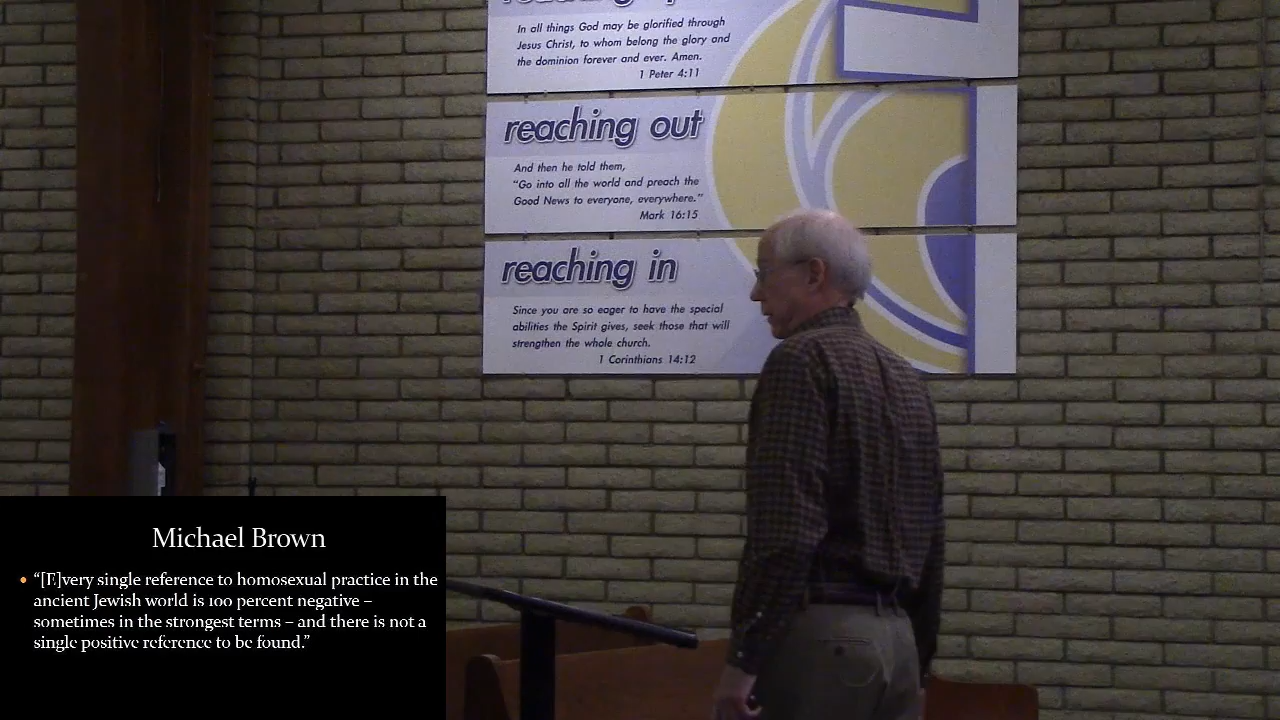 In all things God may be glorified through
Jesus Christ, to whom belong the glory and
the dominion forever and ever. Amen.
1 Peter 4:11
reaching out
And then he told them,
"Go into all the world and preach the
Good News to everyone, everywhere."
Mark 16:15
reaching in
Since you are so eager to have the special
abilities the Spirit gives, seek those that will
strengthen the whole church.
1 Corinthians 14:12
Michael Brown
• “[E]very single reference to homosexual practice in the
ancient Jewish world is 100 percent negative –
sometimes in the strongest terms – and there is not a
single positive reference to be found.”